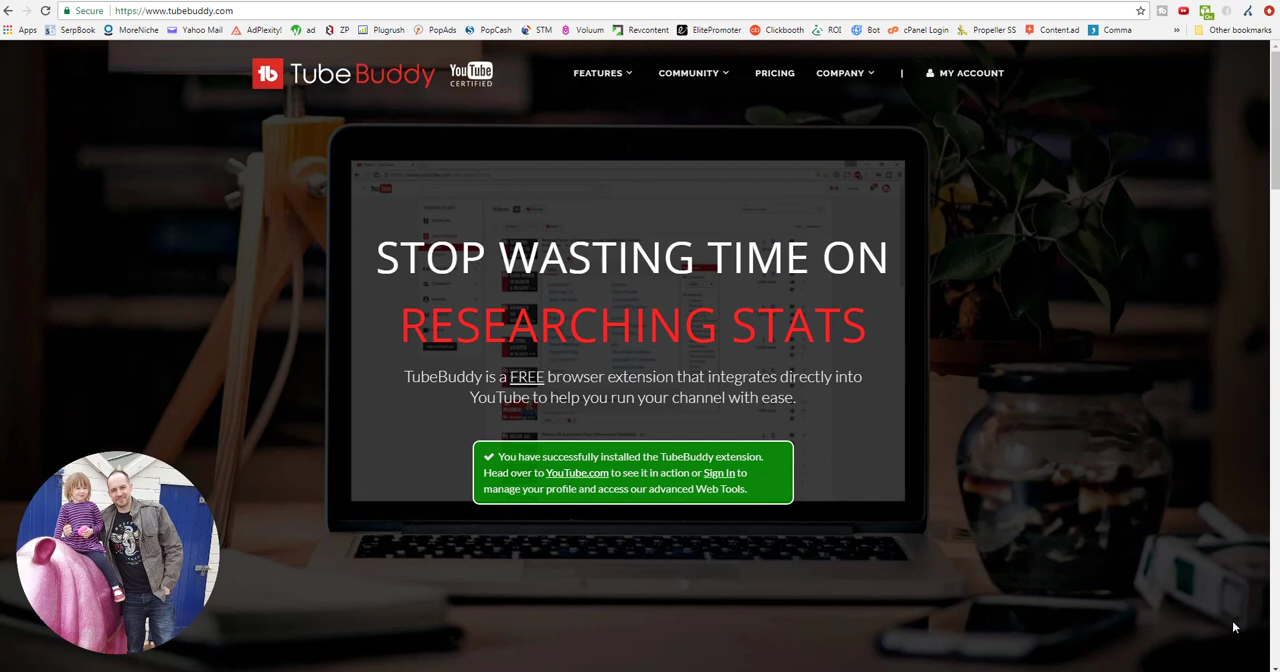 Secure https://www.tubebuddy.com
Apps SerpBook MoreNiche Yahoo Mail AdPlexity! ad ZP Plugrush PopAds PopCash STM Voluum Revcontent ElitePromoter Clickbooth ROI Bot cPanel Login Propeller SS Content.ad Comma » Other bookmarks
TubeBuddy YouTube CERTIFIED FEATURES COMMUNITY PRICING COMPANY | MY ACCOUNT
STOP WASTING TIME ON
RESEARCHING STATS
TubeBuddy is a FREE browser extension that integrates directly into
YouTube to help you run your channel with ease.
You have successfully installed the TubeBuddy extension.
Head over to YouTube.com to see it in action or Sign In to
manage your profile and access our advanced Web Tools.